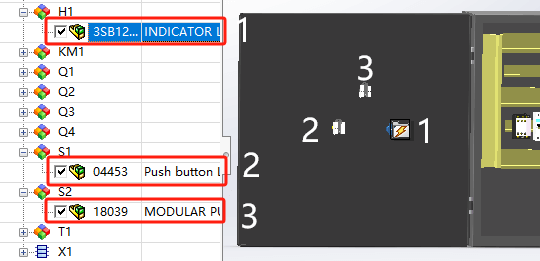 H1
3SB12... INDICATOR L
KM1
Q1
Q2
Q3
Q4
S1
04453 Push button L
S2
18039 MODULAR PU
T1
X1
1
3
2
1
2
3